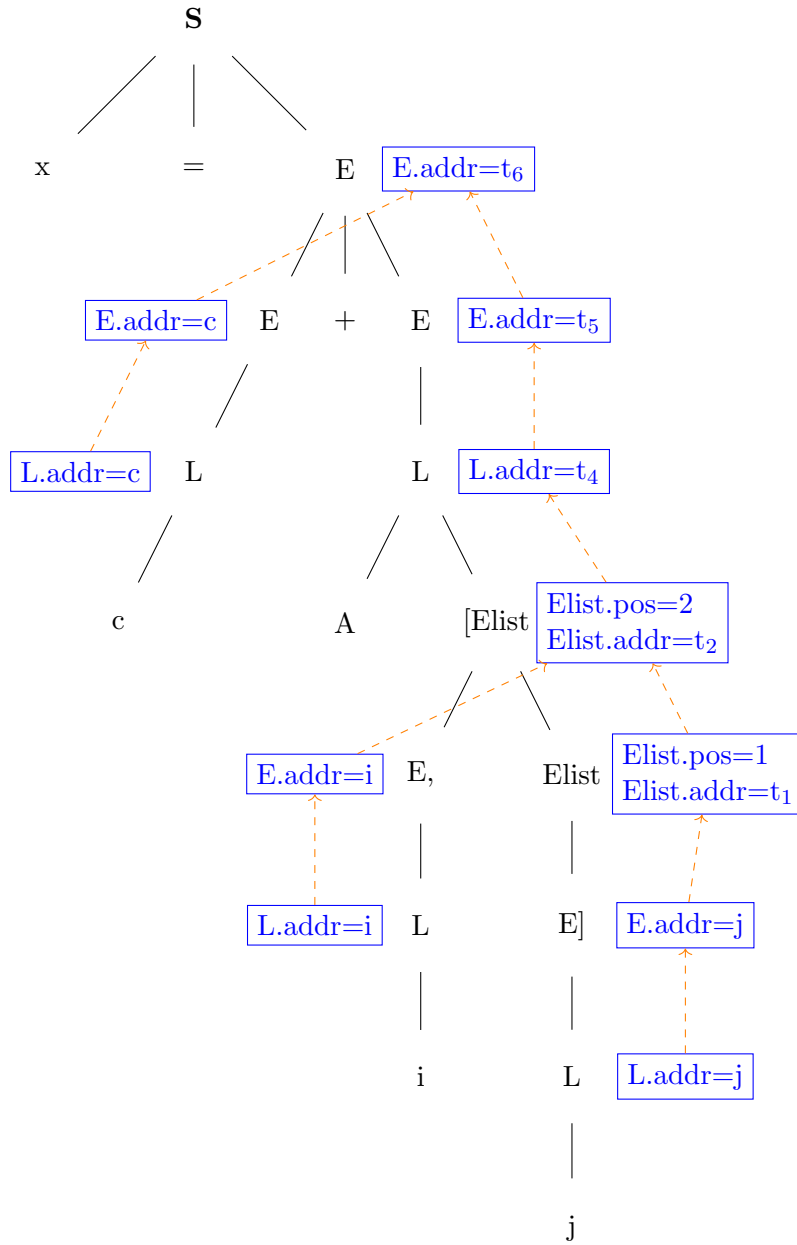 S
x = E E.addr=t₆
E.addr=c E + E E.addr=t₅
L.addr=c L L L.addr=t₄
c A [Elist Elist.pos=2
Elist.addr=t₂
E.addr=i E, Elist Elist.pos=1
Elist.addr=t₁
L.addr=i L E] E.addr=j
i L L.addr=j
j